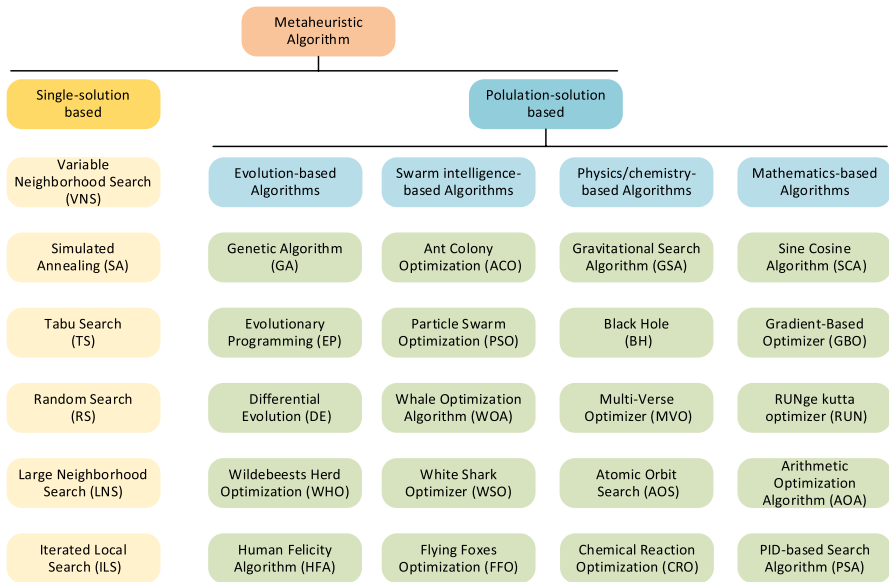 Metaheuristic
Algorithm
Single-solution
based
Polulation-solution
based
Variable
Neighborhood Search
(VNS)
Evolution-based
Algorithms
Swarm intelligence-
based Algorithms
Physics/chemistry-
based Algorithms
Mathematics-based
Algorithms
Simulated
Annealing (SA)
Genetic Algorithm
(GA)
Ant Colony
Optimization (ACO)
Gravitational Search
Algorithm (GSA)
Sine Cosine
Algorithm (SCA)
Tabu Search
(TS)
Evolutionary
Programming (EP)
Particle Swarm
Optimization (PSO)
Black Hole
(BH)
Gradient-Based
Optimizer (GBO)
Random Search
(RS)
Differential
Evolution (DE)
Whale Optimization
Algorithm (WOA)
Multi-Verse
Optimizer (MVO)
RUNge kutta
optimizer (RUN)
Large Neighborhood
Search (LNS)
Wildebeests Herd
Optimization (WHO)
White Shark
Optimizer (WSO)
Atomic Orbit
Search (AOS)
Arithmetic
Optimization
Algorithm (AOA)
Iterated Local
Search (ILS)
Human Felicity
Algorithm (HFA)
Flying Foxes
Optimization (FFO)
Chemical Reaction
Optimization (CRO)
PID-based Search
Algorithm (PSA)